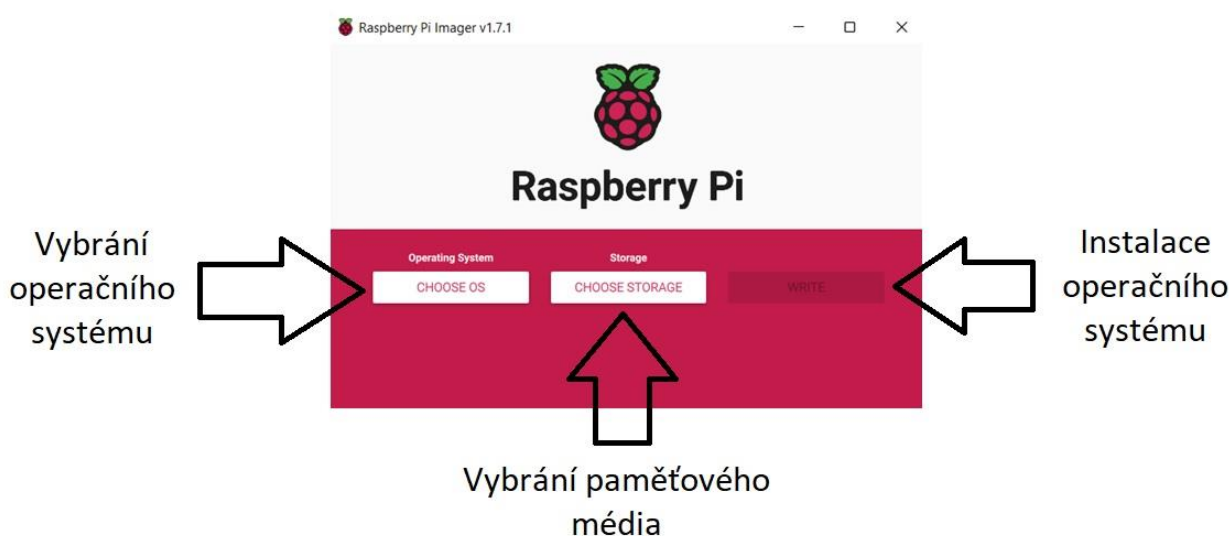 Raspberry Pi Imager v1.7.1
Raspberry Pi
Vybrání
operačního
systému
Operating System
CHOOSE OS
Storage
CHOOSE STORAGE
WRITE
Instalace
operačního
systému
Vybrání paměťového
média